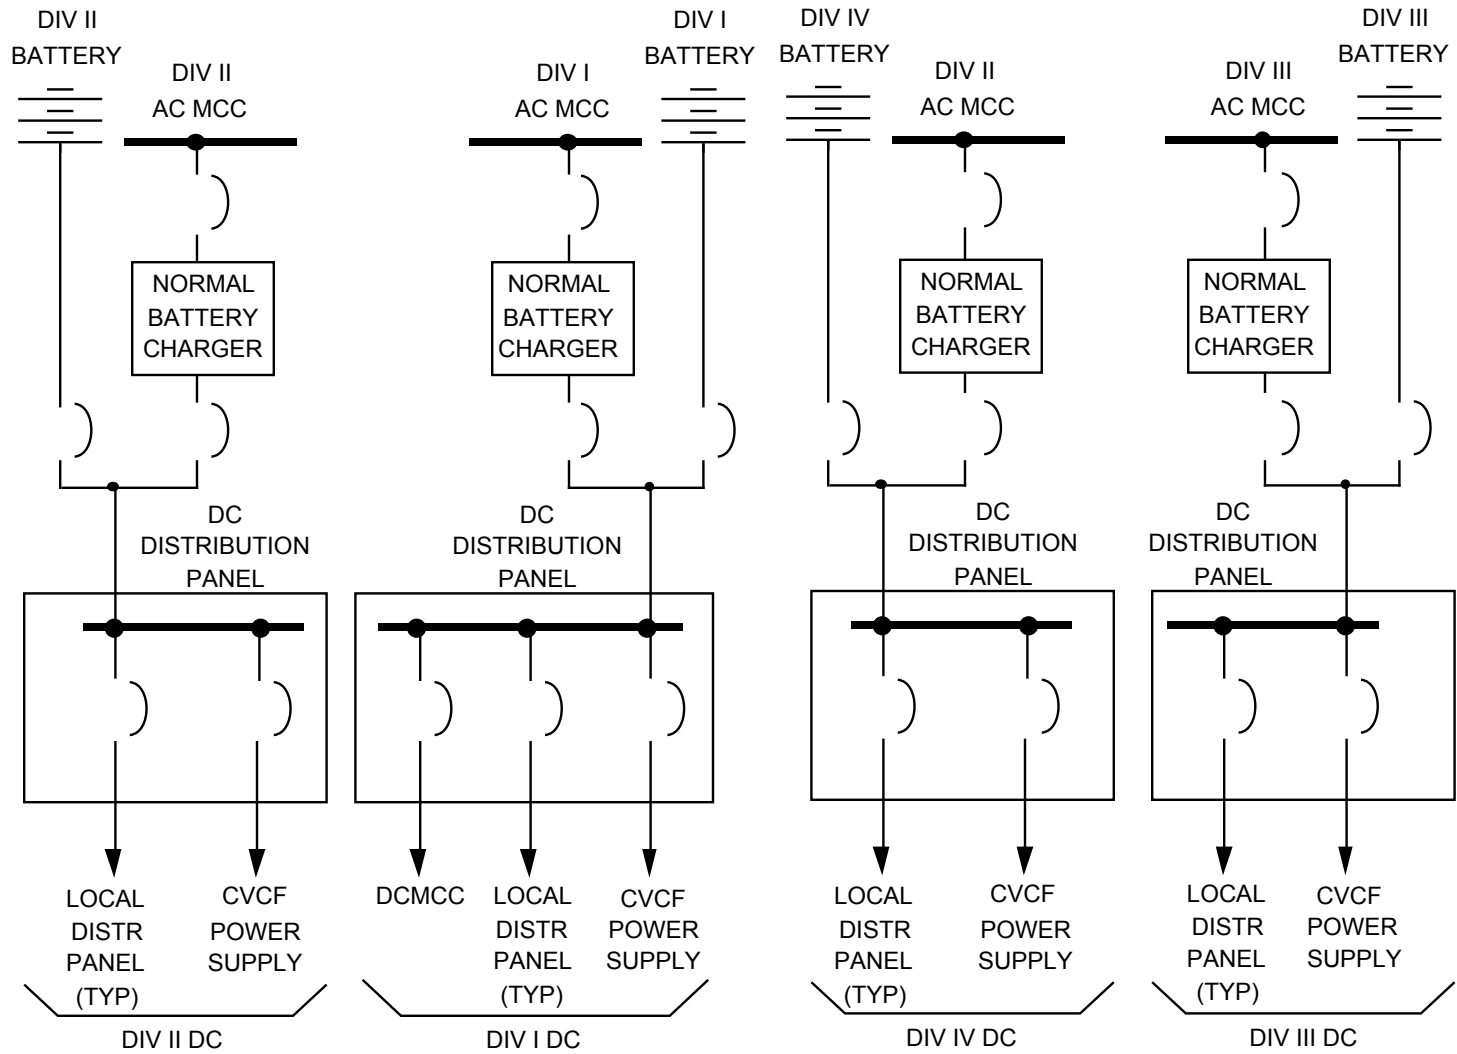 DIV II
BATTERY
DIV II
AC MCC
NORMAL
BATTERY
CHARGER
DC
DISTRIBUTION
PANEL
LOCAL
DISTR
PANEL
(TYP)
CVCF
POWER
SUPPLY
DIV II DC
DIV I
AC MCC
DIV I
BATTERY
NORMAL
BATTERY
CHARGER
DC
DISTRIBUTION
PANEL
DCMCC
LOCAL
DISTR
PANEL
(TYP)
CVCF
POWER
SUPPLY
DIV I DC
DIV IV
BATTERY
DIV II
AC MCC
NORMAL
BATTERY
CHARGER
DC
DISTRIBUTION
PANEL
LOCAL
DISTR
PANEL
(TYP)
CVCF
POWER
SUPPLY
DIV IV DC
DIV III
AC MCC
DIV III
BATTERY
NORMAL
BATTERY
CHARGER
DC
DISTRIBUTION
PANEL
LOCAL
DISTR
PANEL
(TYP)
CVCF
POWER
SUPPLY
DIV III DC